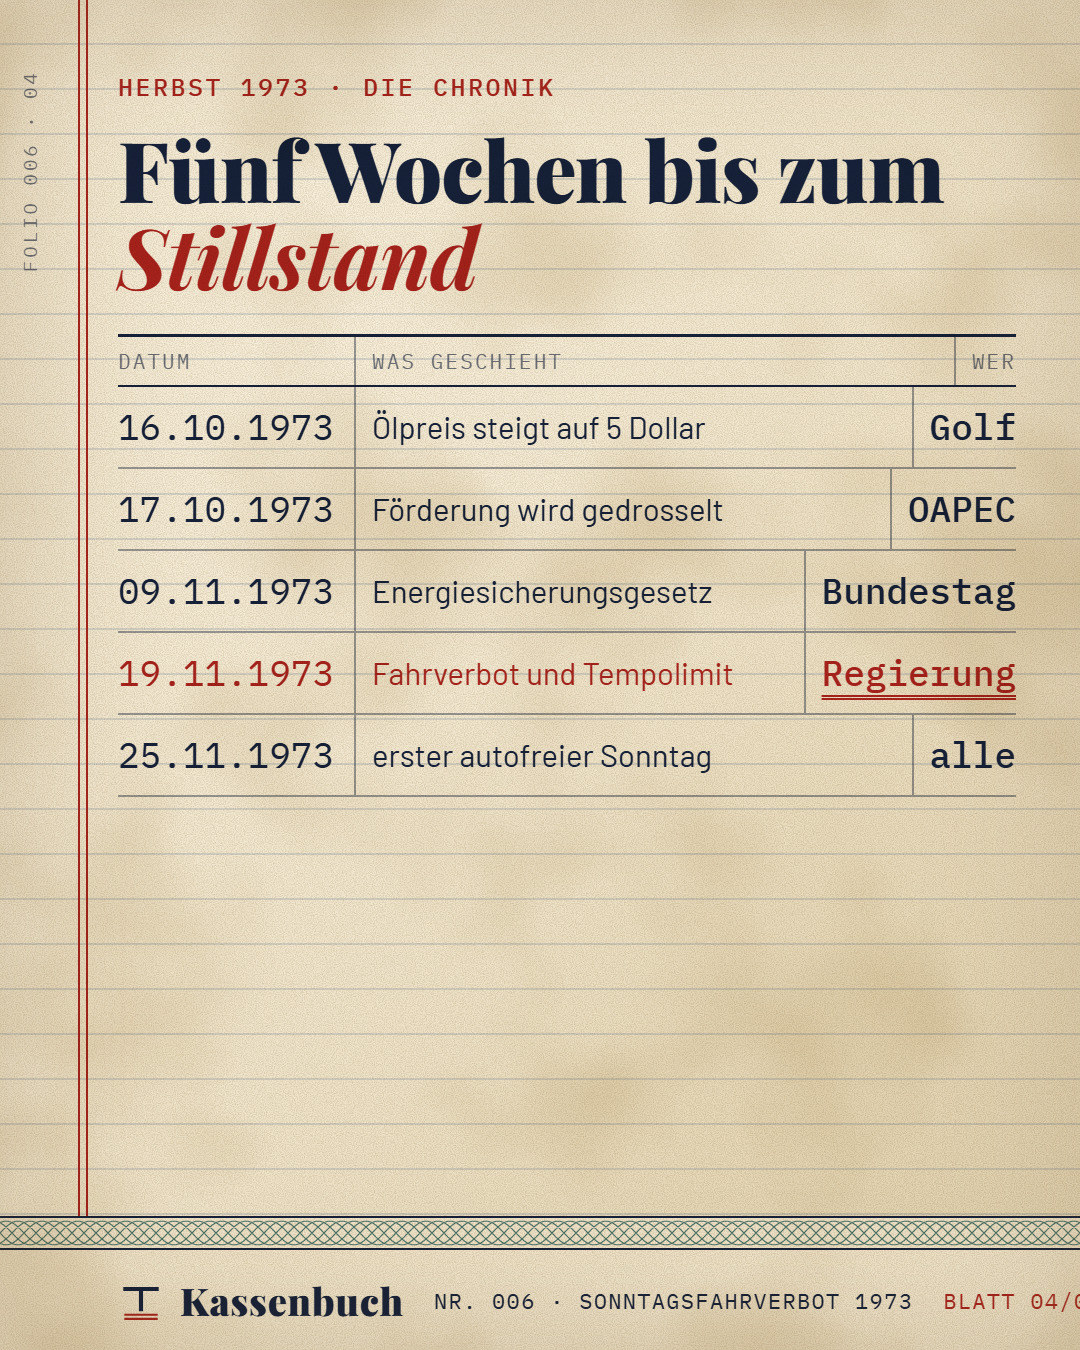 FOLIO 006 · 04
HERBST 1973 · DIE CHRONIK
Fünf Wochen bis zum
Stillstand
DATUM WAS GESCHIEHT WER
16.10.1973 Ölpreis steigt auf 5 Dollar Golf
17.10.1973 Förderung wird gedrosselt OAPEC
09.11.1973 Energiesicherungsgesetz Bundestag
19.11.1973 Fahrverbot und Tempolimit Regierung
25.11.1973 erster autofreier Sonntag alle
Kassenbuch NR. 006 · SONNTAGSFAHRVERBOT 1973 BLATT